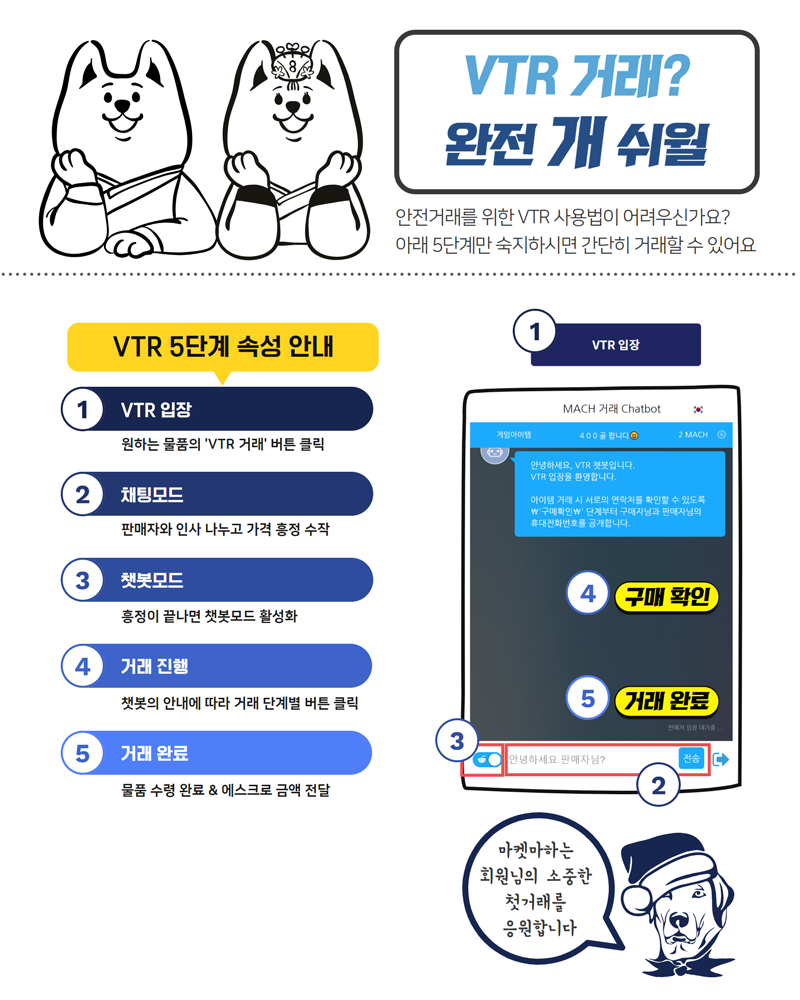 8
VTR 거래?
완전 개 쉬월
안전거래를 위한 VTR 사용법이 어려우신가요?
아래 5단계만 숙지하시면 간단히 거래할 수 있어요
VTR 5단계 속성 안내
1 VTR 입장
원하는 물품의 'VTR 거래' 버튼 클릭
2 채팅모드
판매자와 인사 나누고 가격 흥정 수작
3 챗봇모드
흥정이 끝나면 챗봇모드 활성화
4 거래 진행
챗봇의 안내에 따라 거래 단계별 버튼 클릭
5 거래 완료
물품 수령 완료 & 에스크로 금액 전달
1 VTR 입장
MACH 거래 Chatbot
게임아이템 4 0 0 골 팝니다😀 2 MACH
안녕하세요, VTR 챗봇입니다.
VTR 입장을 환영합니다.
아이템 거래 시 서로의 연락처를 확인할 수 있도록
₩'구매확인₩' 단계부터 구매자님과 판매자님의
휴대전화번호를 공개합니다.
4 구매 확인
5 거래 완료
판매자 입장 대기중 ...
3
안녕하세요 판매자님?
전송
2
마켓마하는
회원님의 소중한
첫거래를
응원합니다